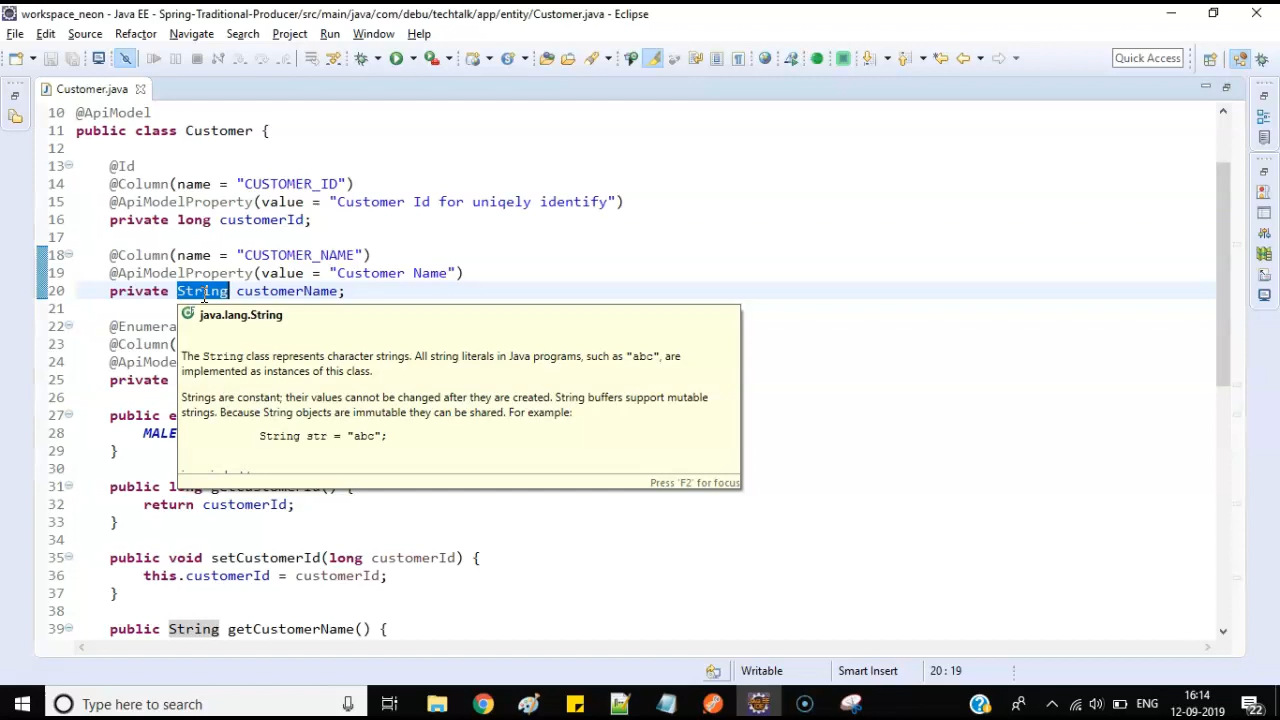 workspace_neon - Java EE - Spring-Traditional-Producer/src/main/java/com/debu/techtalk/app/entity/Customer.java - Eclipse
File Edit Source Refactor Navigate Search Project Run Window Help
Quick Access
Customer.java
10 @ApiModel
11 public class Customer {
12
13 @Id
14 @Column(name = "CUSTOMER_ID")
15 @ApiModelProperty(value = "Customer Id for uniqely identify")
16 private long customerId;
17
18 @Column(name = "CUSTOMER_NAME")
19 @ApiModelProperty(value = "Customer Name")
20 private String customerName;
21
java.lang.String
22 @Enumera
23 @Column(
The String class represents character strings. All string literals in Java programs, such as "abc", are
24 @ApiMode
implemented as instances of this class.
25 private
26
Strings are constant; their values cannot be changed after they are created. String buffers support mutable
27 public e
strings. Because String objects are immutable they can be shared. For example:
28 MALE
String str = "abc";
29 }
30
Press 'F2' for focus
31 public long getCustomerId() {
32 return customerId;
33 }
34
35 public void setCustomerId(long customerId) {
36 this.customerId = customerId;
37 }
38
39 public String getCustomerName() {
Writable Smart Insert 20 : 19
Type here to search
ENG
16:14
12-09-2019
22